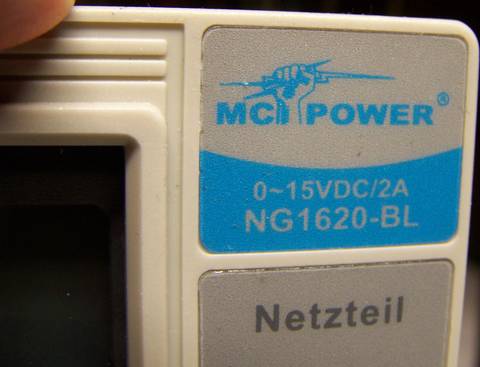 MC POWER®
0~15VDC/2A
NG1620-BL
Netzteil